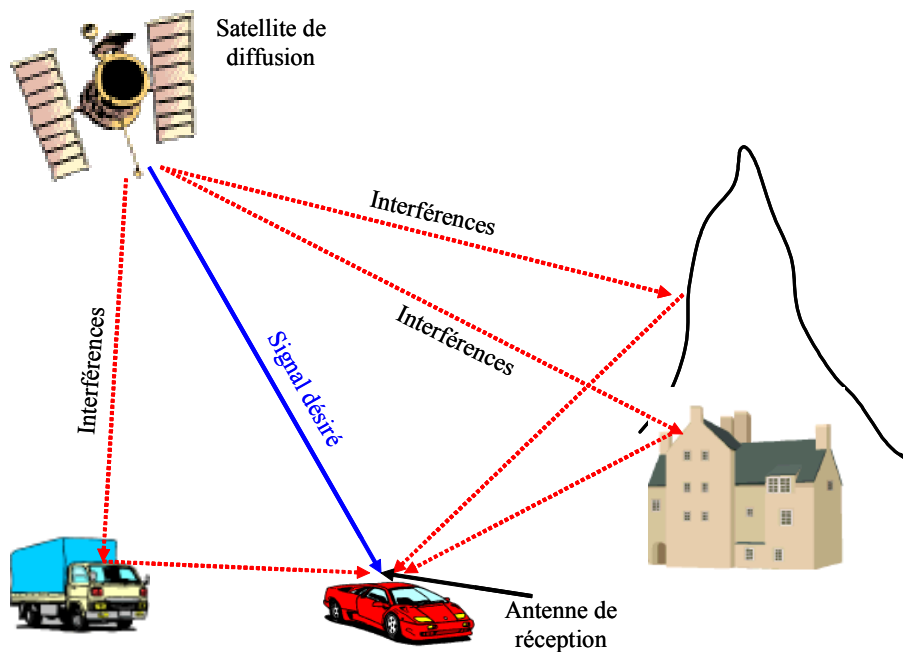 Satellite de
diffusion
Interférences
Interférences
Interférences
Signal désiré
Antenne de
réception